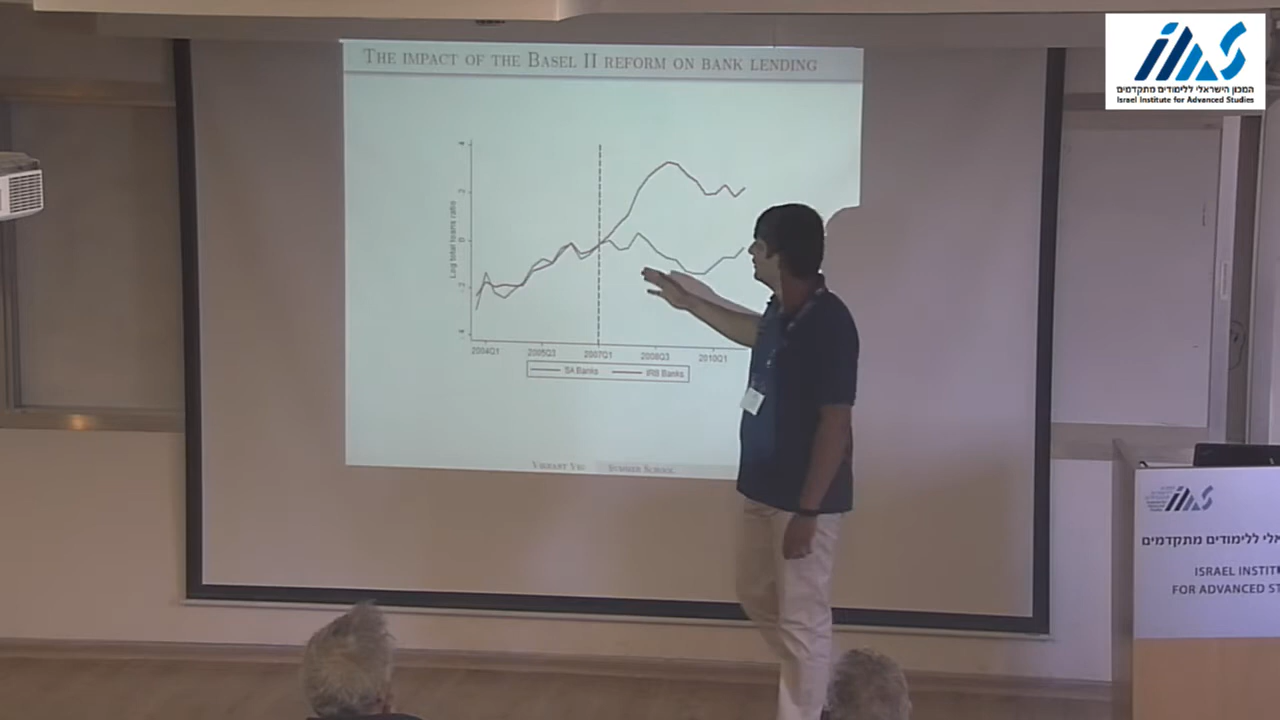 THE IMPACT OF THE BASEL II REFORM ON BANK LENDING
המכון הישראלי ללימודים מתקדמים
Israel Institute for Advanced Studies
Log total loans ratio
2004Q1 2005Q3 2007Q1 2008Q3 2010Q1
SA Banks IRB Banks
VIKRANT VIG SUMMER SCHOOL
אלי ללימודים מתקדמים
ISRAEL INSTIT
FOR ADVANCED ST